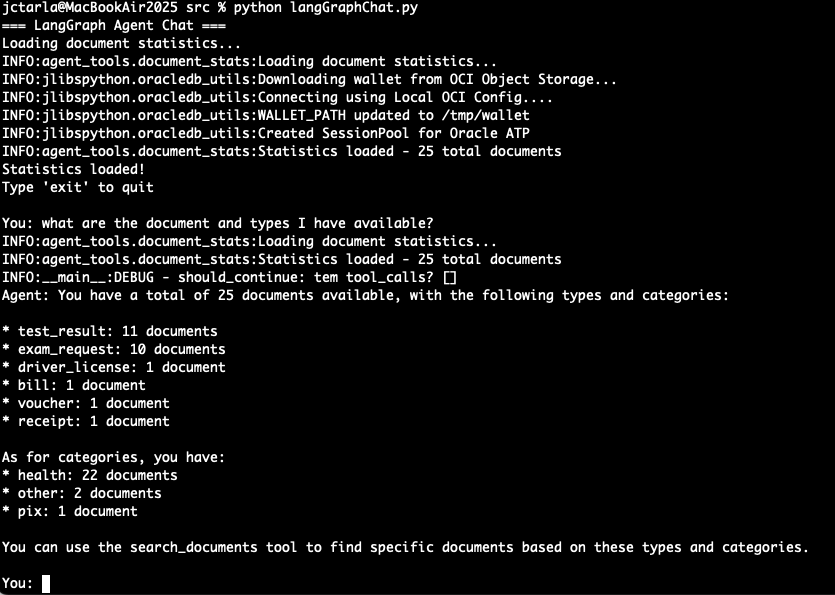 jctarla@MacBookAir2025 src % python langGraphChat.py
=== LangGraph Agent Chat ===
Loading document statistics...
INFO:agent_tools.document_stats:Loading document statistics...
INFO:jlibspython.oracledb_utils:Downloading wallet from OCI Object Storage...
INFO:jlibspython.oracledb_utils:Connecting using Local OCI Config....
INFO:jlibspython.oracledb_utils:WALLET_PATH updated to /tmp/wallet
INFO:jlibspython.oracledb_utils:Created SessionPool for Oracle ATP
INFO:agent_tools.document_stats:Statistics loaded - 25 total documents
Statistics loaded!
Type 'exit' to quit

You: what are the document and types I have available?
INFO:agent_tools.document_stats:Loading document statistics...
INFO:agent_tools.document_stats:Statistics loaded - 25 total documents
INFO:__main__:DEBUG - should_continue: tem tool_calls? []
Agent: You have a total of 25 documents available, with the following types and categories:

* test_result: 11 documents
* exam_request: 10 documents
* driver_license: 1 document
* bill: 1 document
* voucher: 1 document
* receipt: 1 document

As for categories, you have:
* health: 22 documents
* other: 2 documents
* pix: 1 document

You can use the search_documents tool to find specific documents based on these types and categories.

You: